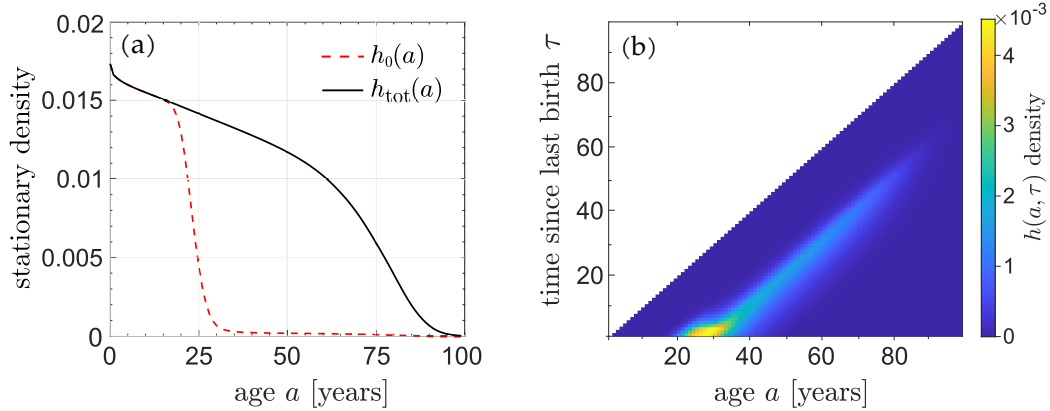 (a)
stationary density
0.02
0.015
0.01
0.005
0
h₀(a)
h_tot(a)
0 25 50 75 100
age a [years]
(b)
time since last birth τ
80
60
40
20
20 40 60 80
age a [years]
×10⁻³
4
3
2
1
0
h(a, τ) density